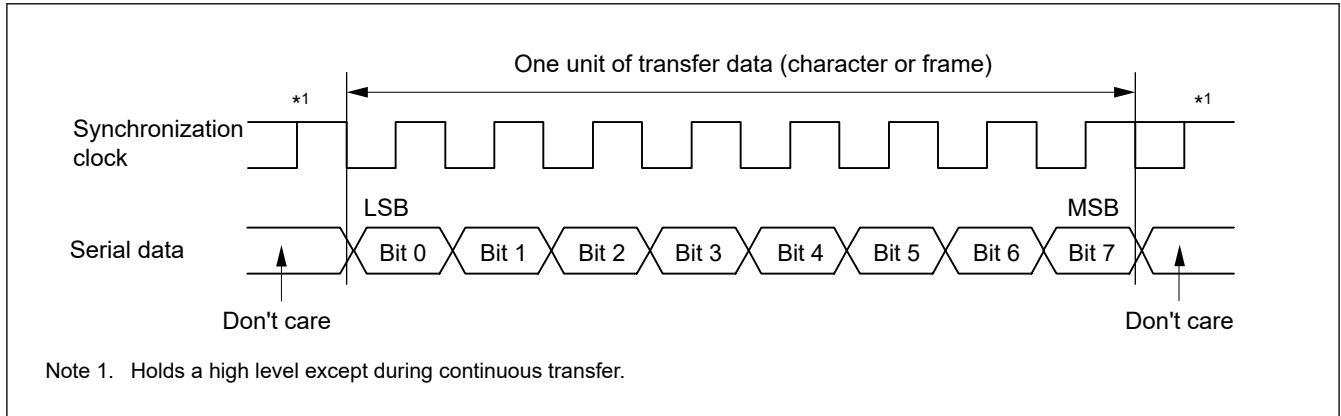 One unit of transfer data (character or frame)
*1 *1
Synchronization
clock
LSB MSB
Serial data Bit 0 Bit 1 Bit 2 Bit 3 Bit 4 Bit 5 Bit 6 Bit 7
Don't care Don't care
Note 1. Holds a high level except during continuous transfer.